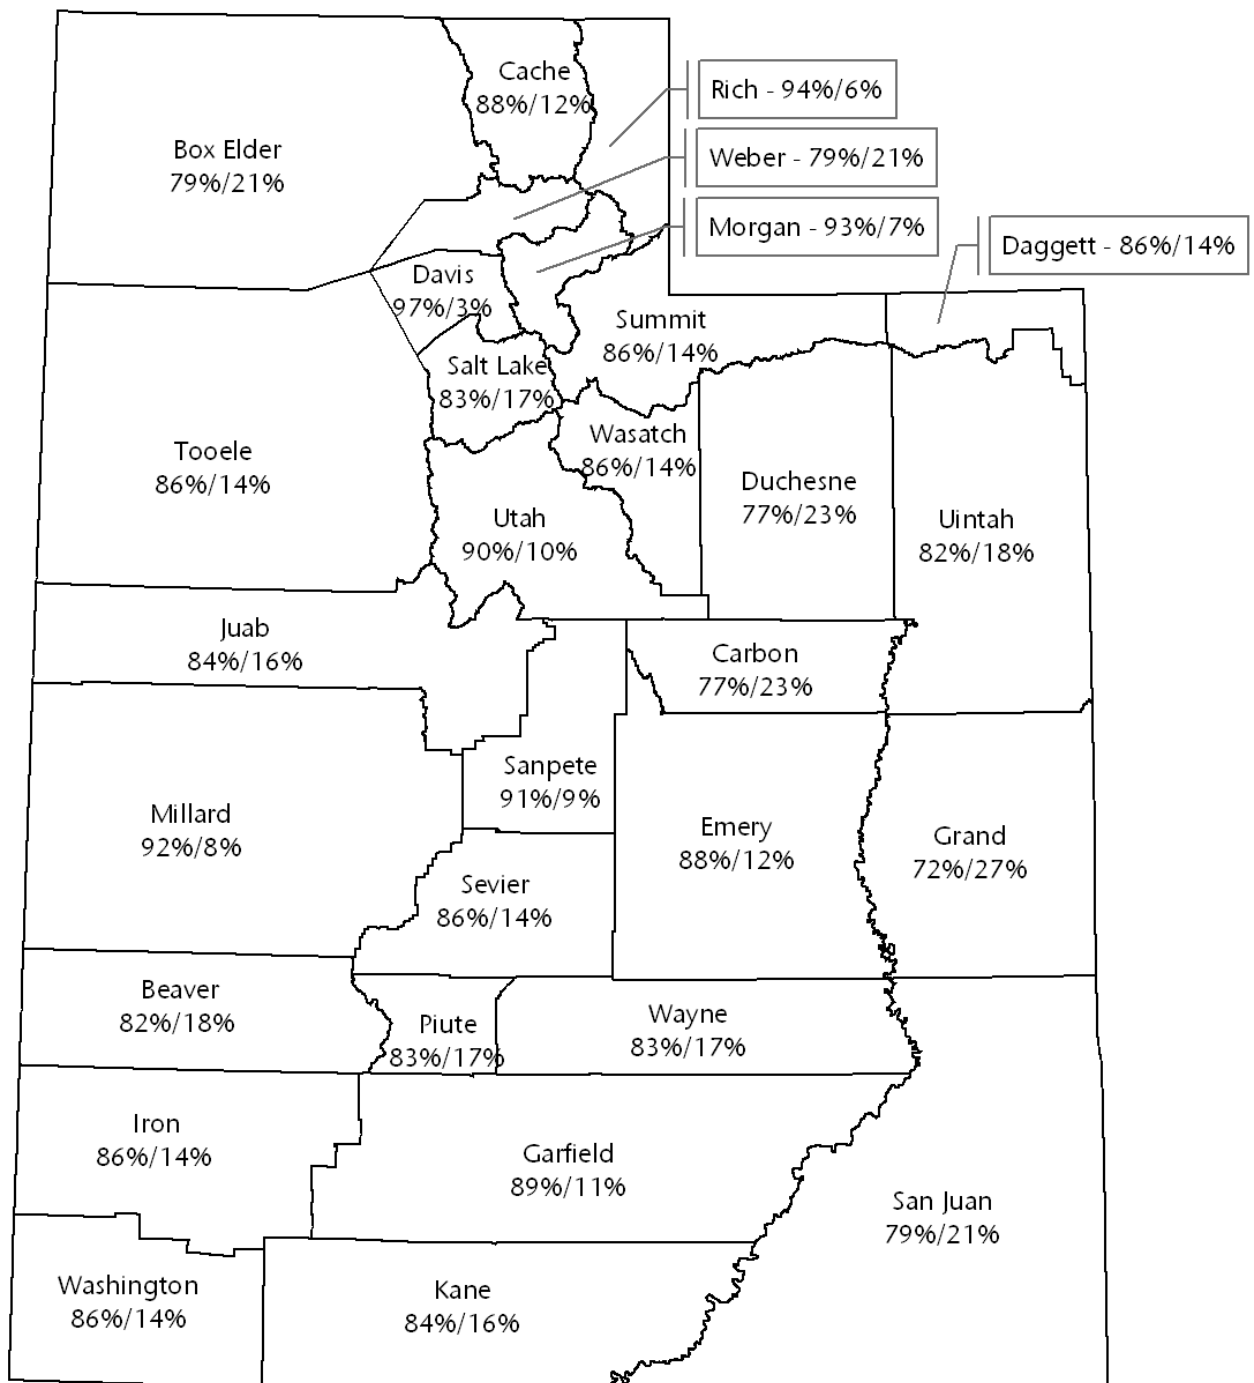 Cache
88%/12%
Rich - 94%/6%
Weber - 79%/21%
Box Elder
79%/21%
Morgan - 93%/7%
Daggett - 86%/14%
Davis
97%/3%
Summit
86%/14%
Salt Lake
83%/17%
Wasatch
86%/14%
Tooele
86%/14%
Duchesne
77%/23%
Utah
90%/10%
Uintah
82%/18%
Juab
84%/16%
Carbon
77%/23%
Sanpete
91%/9%
Millard
92%/8%
Emery
88%/12%
Grand
72%/27%
Sevier
86%/14%
Beaver
82%/18%
Piute
83%/17%
Wayne
83%/17%
Iron
86%/14%
Garfield
89%/11%
San Juan
79%/21%
Washington
86%/14%
Kane
84%/16%